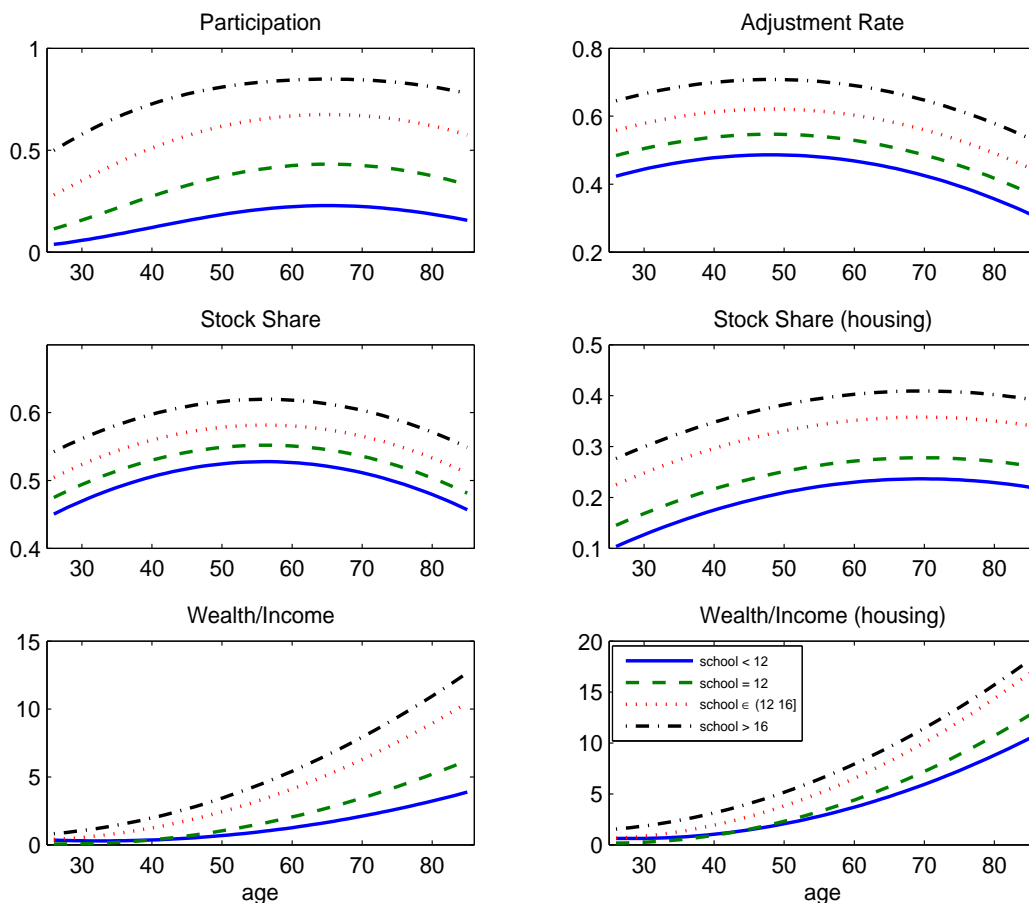 Participation
1
0.5
0
30 40 50 60 70 80
Adjustment Rate
0.8
0.6
0.4
0.2
30 40 50 60 70 80
Stock Share
0.6
0.5
0.4
30 40 50 60 70 80
Stock Share (housing)
0.5
0.4
0.3
0.2
0.1
30 40 50 60 70 80
Wealth/Income
15
10
5
0
30 40 50 60 70 80
age
Wealth/Income (housing)
20
15
10
5
0
school < 12
school = 12
school ∈ (12 16]
school > 16
30 40 50 60 70 80
age